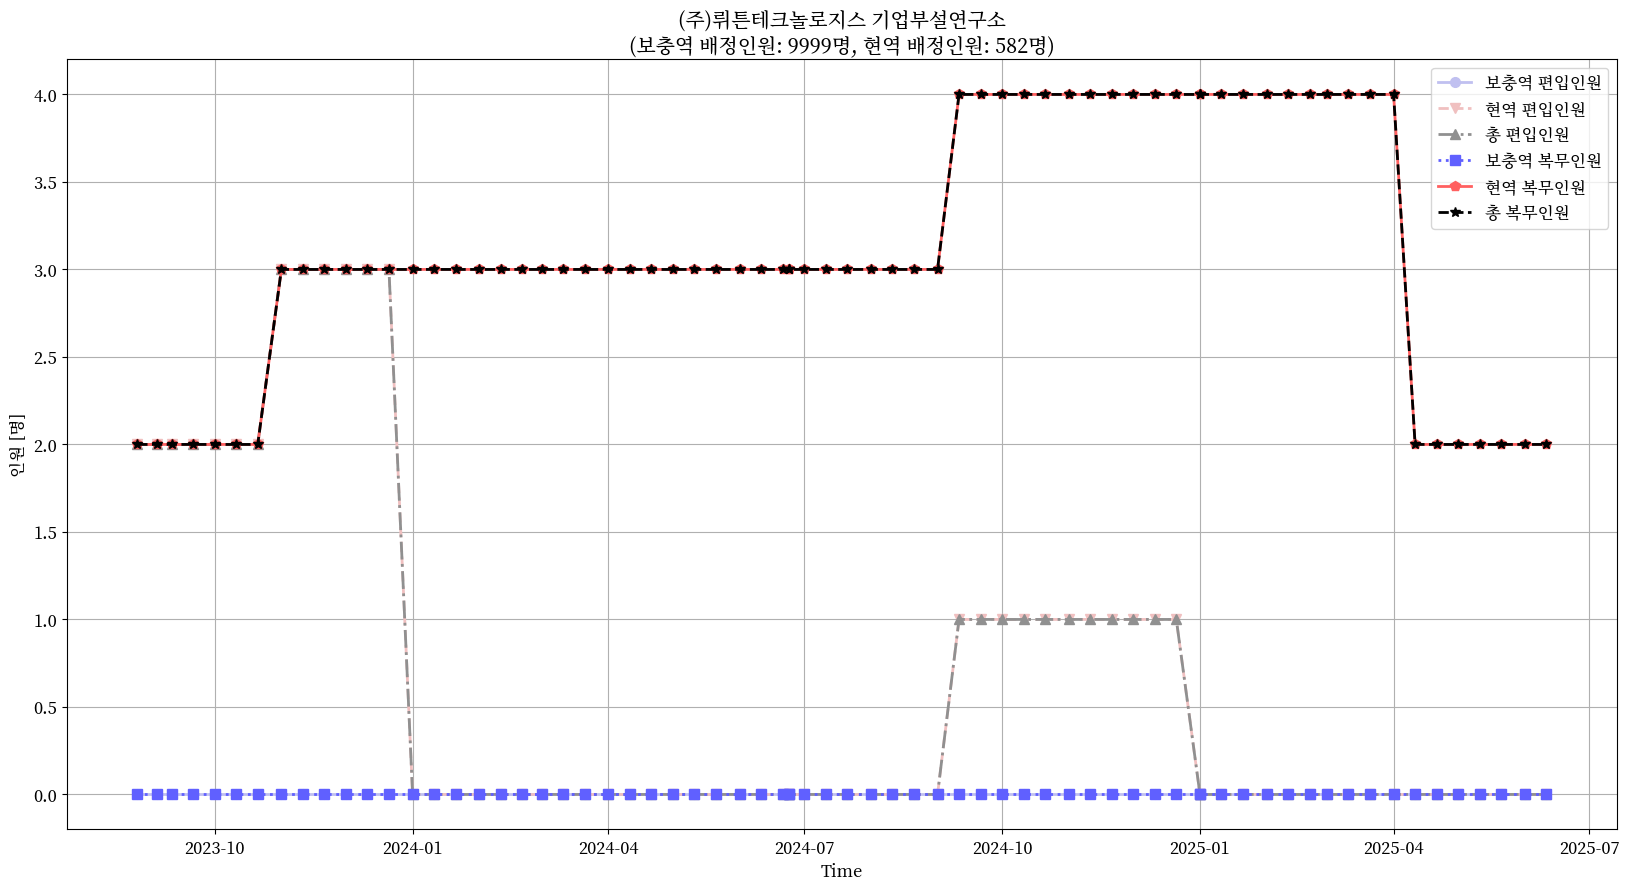 (주)뤼튼테크놀로지스 기업부설연구소
(보충역 배정인원: 9999명, 현역 배정인원: 582명)
보충역 편입인원
현역 편입인원
총 편입인원
보충역 복무인원
현역 복무인원
총 복무인원
인원 [명]
4.0
3.5
3.0
2.5
2.0
1.5
1.0
0.5
0.0
2023-10
2024-01
2024-04
2024-07
2024-10
2025-01
2025-04
2025-07
Time